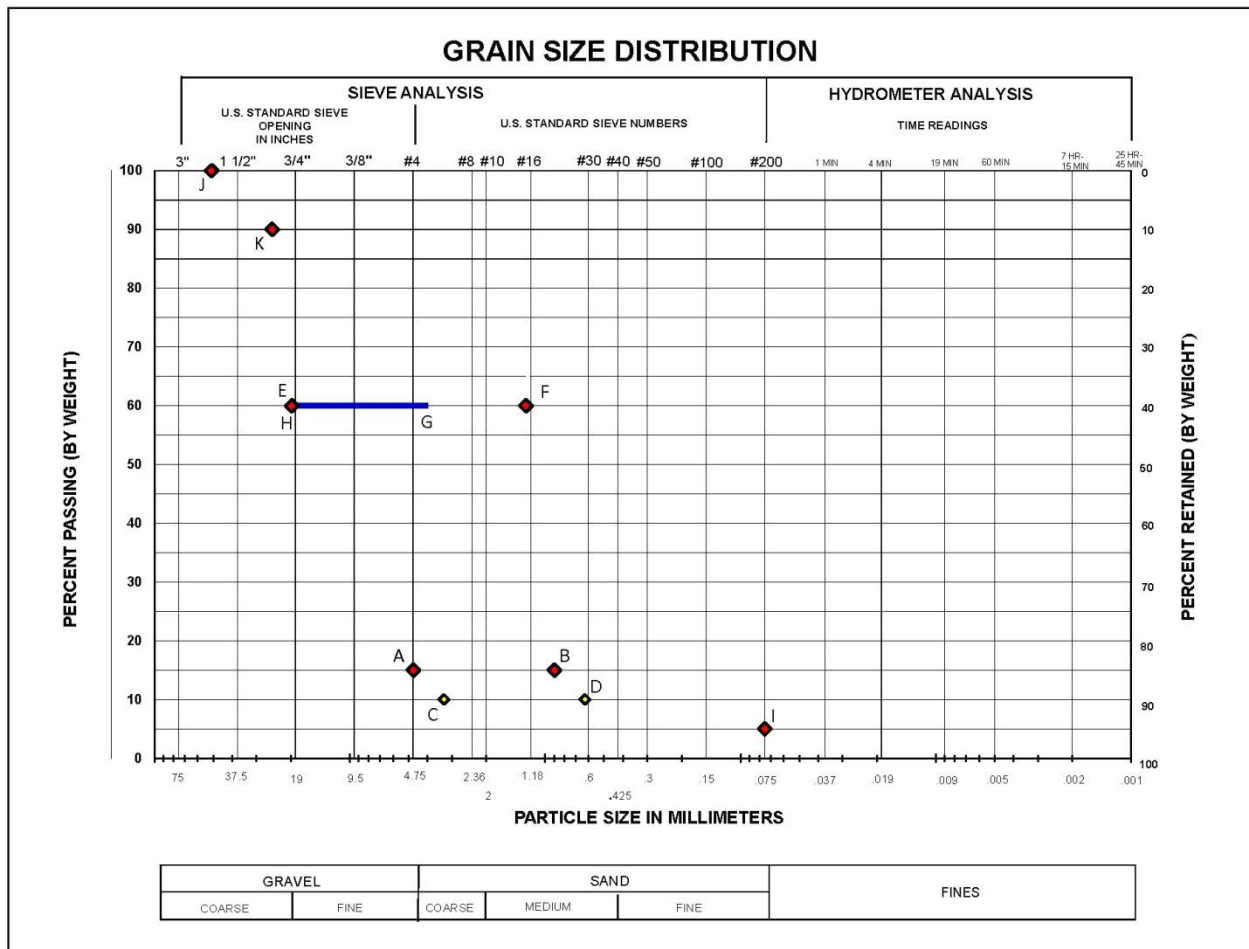 GRAIN SIZE DISTRIBUTION
SIEVE ANALYSIS
HYDROMETER ANALYSIS
U.S. STANDARD SIEVE
OPENING
IN INCHES
U.S. STANDARD SIEVE NUMBERS
TIME READINGS
3" 1 1/2" 3/4" 3/8" #4 #8 #10 #16 #30 #40 #50 #100 #200 1 MIN 4 MIN 19 MIN 60 MIN 7 HR- 25 HR-
15 MIN 45 MIN
100 J 0
90 K 10
80 20
70 30
E F
60 40
H G
50 50
40 60
30 70
20 80
A B
D
10 90
C I
0 100
PERCENT PASSING (BY WEIGHT)
PERCENT RETAINED (BY WEIGHT)
75 37.5 19 9.5 4.75 2.36 1.18 .6 .3 .15 .075 .037 .019 .009 .005 .002 .001
2 .425
PARTICLE SIZE IN MILLIMETERS
GRAVEL SAND FINES
COARSE FINE COARSE MEDIUM FINE